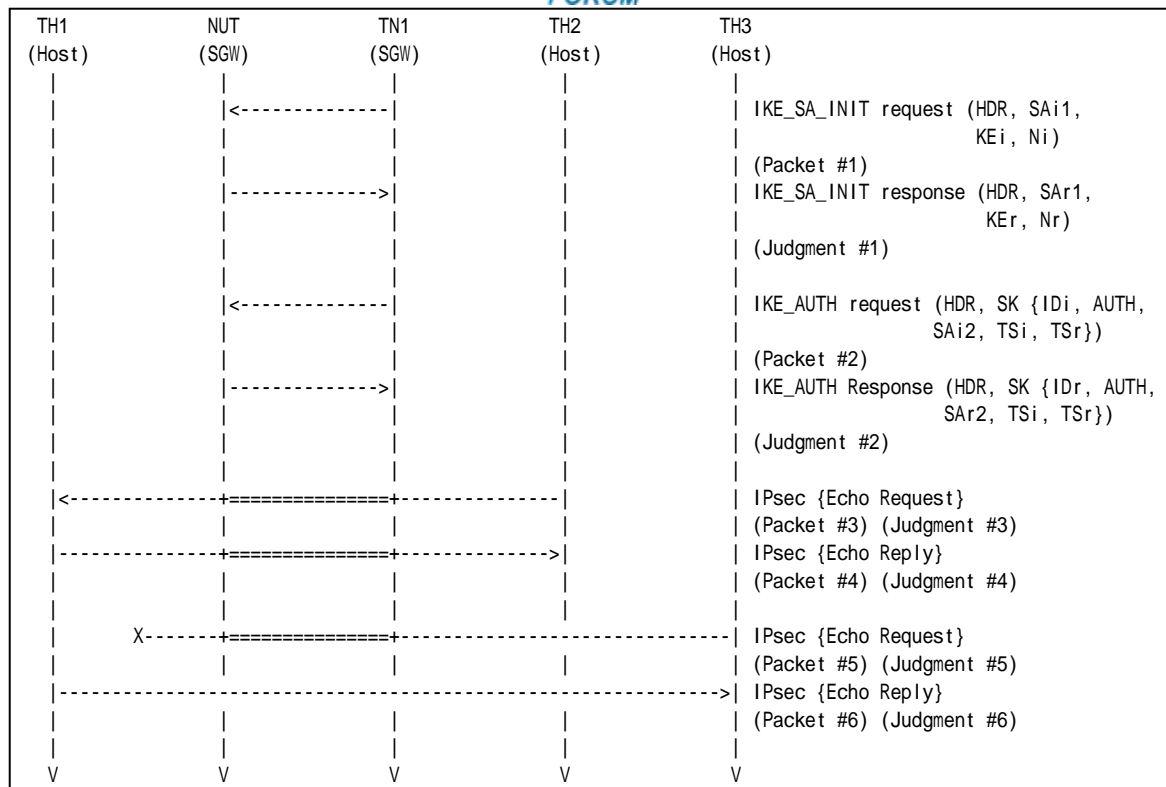 FORUM
TH1 NUT TN1 TH2 TH3
(Host) (SGW) (SGW) (Host) (Host)
| | | | |
| |<--------------| | | IKE_SA_INIT request (HDR, SAi1,
| | | | | KEi, Ni)
| | | | | (Packet #1)
| |-------------->| | | IKE_SA_INIT response (HDR, SAr1,
| | | | | KEr, Nr)
| | | | | (Judgment #1)
| | | | |
| |<--------------| | | IKE_AUTH request (HDR, SK {IDi, AUTH,
| | | | | SAi2, TSi, TSr})
| | | | | (Packet #2)
| |-------------->| | | IKE_AUTH Response (HDR, SK {IDr, AUTH,
| | | | | SAr2, TSi, TSr})
| | | | | (Judgment #2)
| | | | |
|<--------------+===============+---------------| | IPsec {Echo Request}
| | | | | (Packet #3) (Judgment #3)
|---------------+===============+-------------->| | IPsec {Echo Reply}
| | | | | (Packet #4) (Judgment #4)
| | | | |
| X-------+===============+-------------------------------| IPsec {Echo Request}
| | | | | (Packet #5) (Judgment #5)
|-------------------------------------------------------------->| IPsec {Echo Reply}
| | | | | (Packet #6) (Judgment #6)
| | | | |
V V V V V